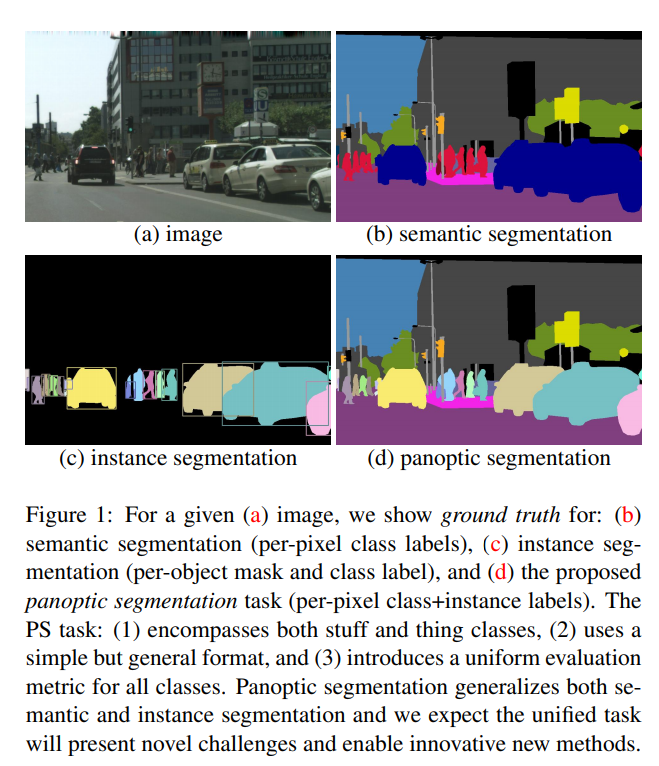 (a) image
(b) semantic segmentation
(c) instance segmentation
(d) panoptic segmentation
Figure 1: For a given (a) image, we show ground truth for: (b)
semantic segmentation (per-pixel class labels), (c) instance seg-
mentation (per-object mask and class label), and (d) the proposed
panoptic segmentation task (per-pixel class+instance labels). The
PS task: (1) encompasses both stuff and thing classes, (2) uses a
simple but general format, and (3) introduces a uniform evaluation
metric for all classes. Panoptic segmentation generalizes both se-
mantic and instance segmentation and we expect the unified task
will present novel challenges and enable innovative new methods.